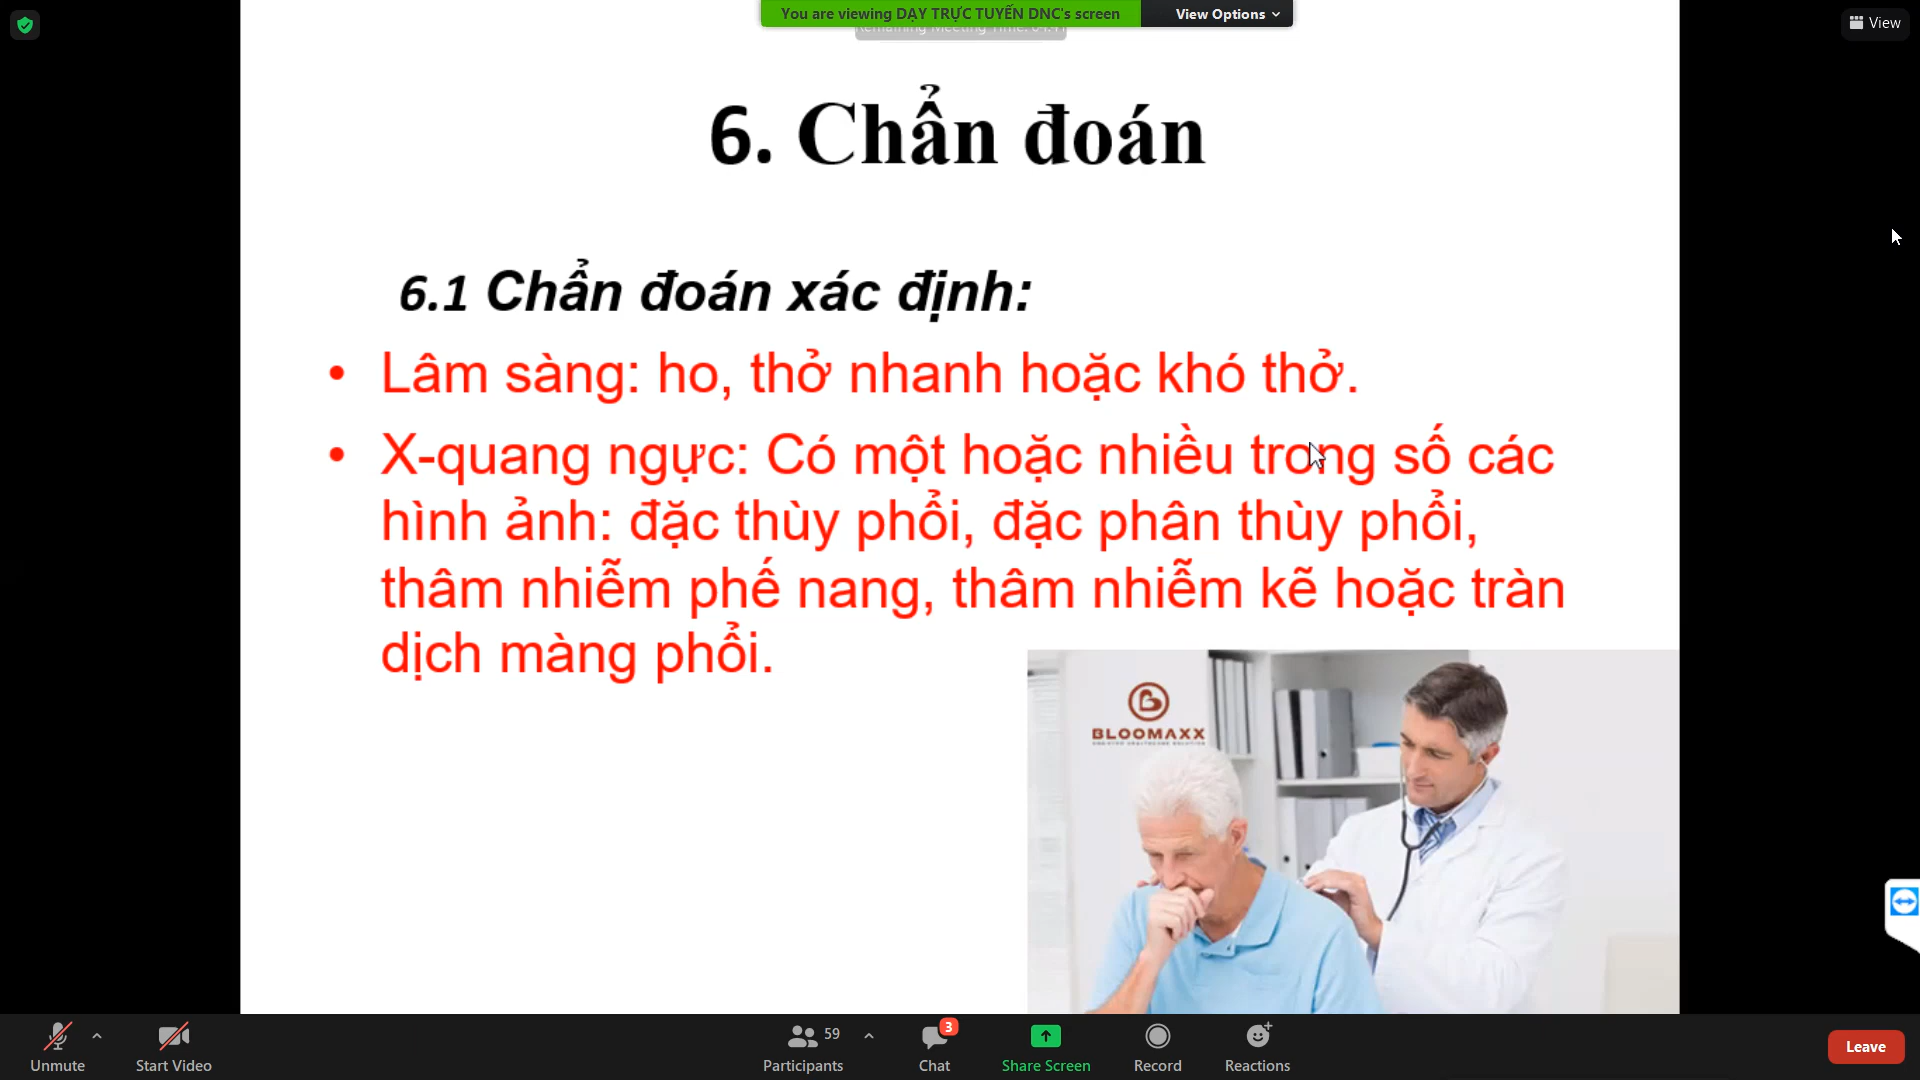 You are viewing DẠY TRỰC TUYẾN DNC's screen
View Options
View
Remaining Meeting Time:
6. Chẩn đoán
6.1 Chẩn đoán xác định:
• Lâm sàng: ho, thở nhanh hoặc khó thở.
• X-quang ngực: Có một hoặc nhiều trong số các
hình ảnh: đặc thùy phổi, đặc phân thùy phổi,
thâm nhiễm phế nang, thâm nhiễm kẽ hoặc tràn
dịch màng phổi.
BLOOMAXX
Unmute
Start Video
59
Participants
3
Chat
Share Screen
Record
Reactions
Leave